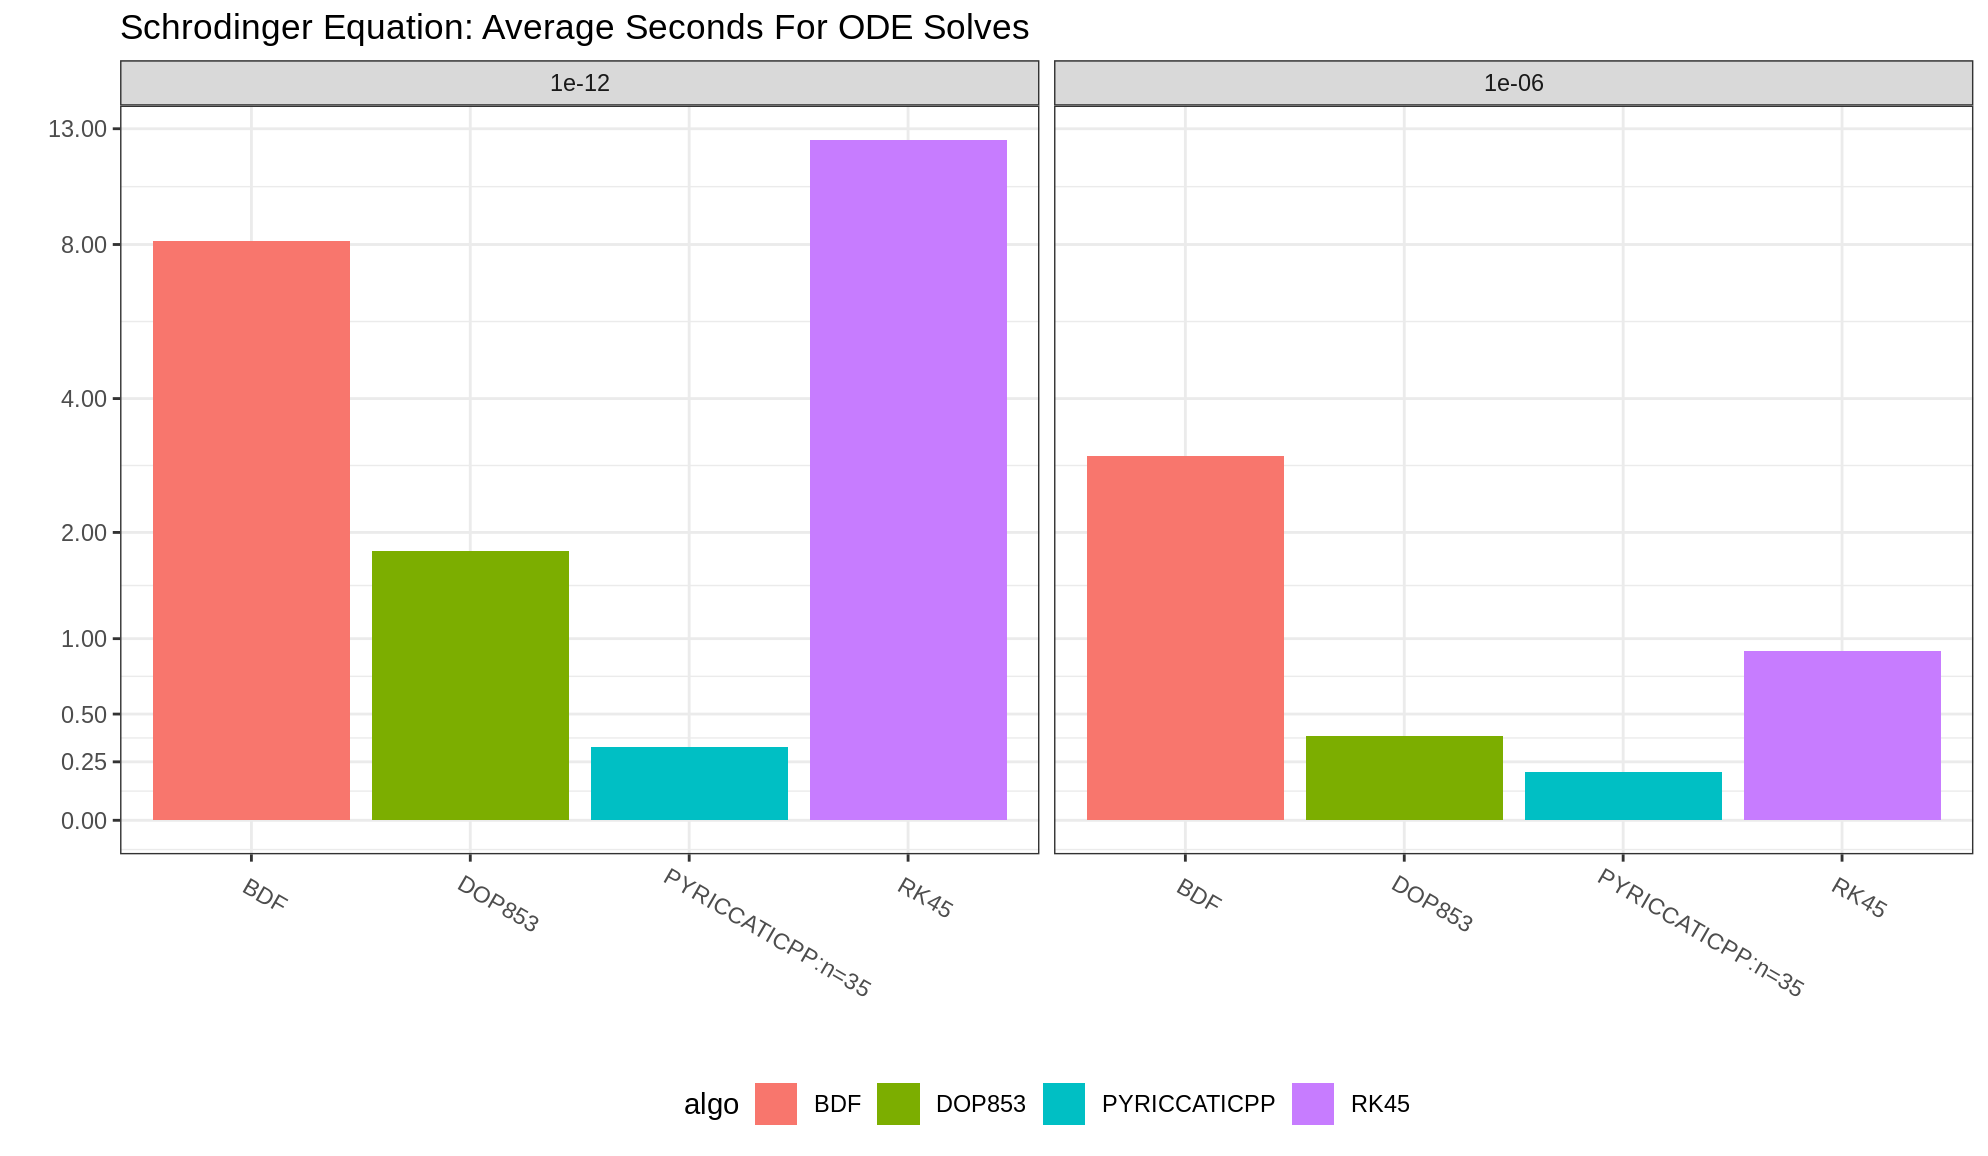 Schrodinger Equation: Average Seconds For ODE Solves
1e-12
1e-06
13.00
8.00
4.00
2.00
1.00
0.50
0.25
0.00
BDF
DOP853
PYRICCATICPP:n=35
RK45
BDF
DOP853
PYRICCATICPP:n=35
RK45
algo BDF DOP853 PYRICCATICPP RK45